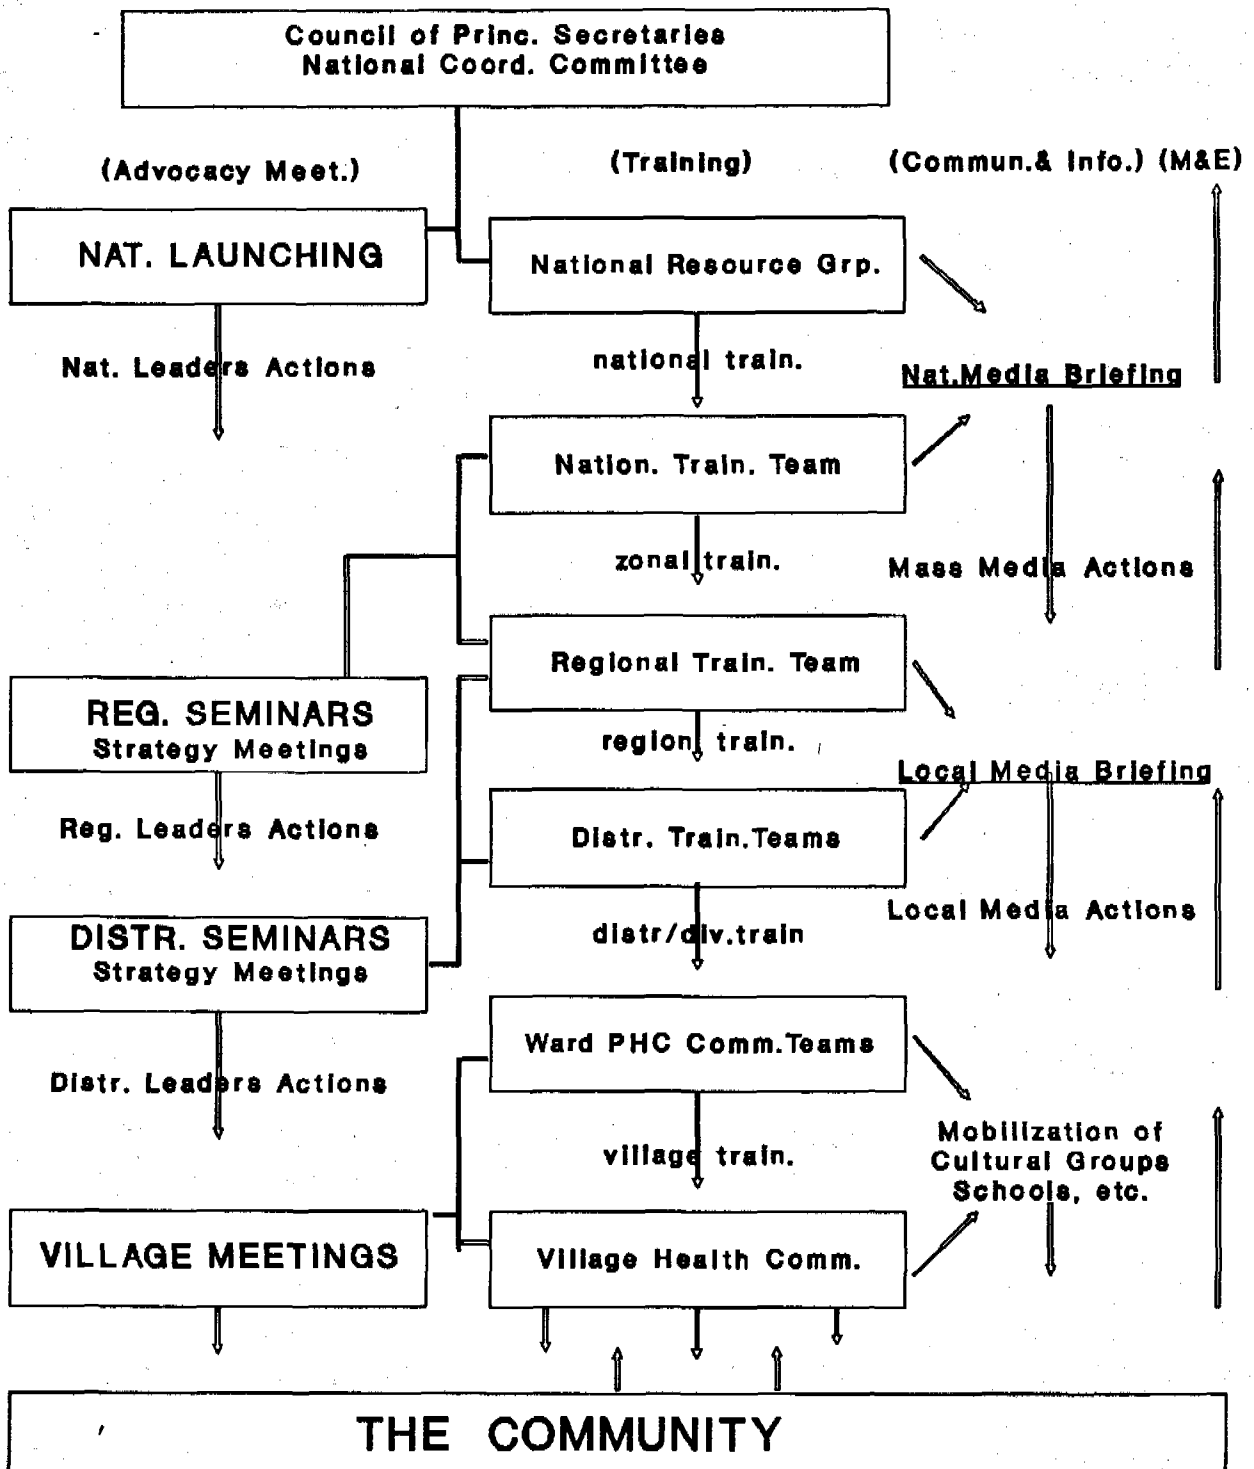 Council of Princ. Secretaries
National Coord. Committee
(Advocacy Meet.)
(Training)
(Commun.& Info.) (M&E)
NAT. LAUNCHING
National Resource Grp.
Nat. Leaders Actions
national train.
Nat.Media Briefing
Nation. Train. Team
zonal train.
Mass Media Actions
Regional Train. Team
REG. SEMINARS
Strategy Meetings
region train.
Local Media Briefing
Reg. Leaders Actions
Distr. Train.Teams
Local Media Actions
DISTR. SEMINARS
Strategy Meetings
distr/div.train
Ward PHC Comm.Teams
Distr. Leaders Actions
village train.
Mobilization of
Cultural Groups
Schools, etc.
VILLAGE MEETINGS
Village Health Comm.
THE COMMUNITY